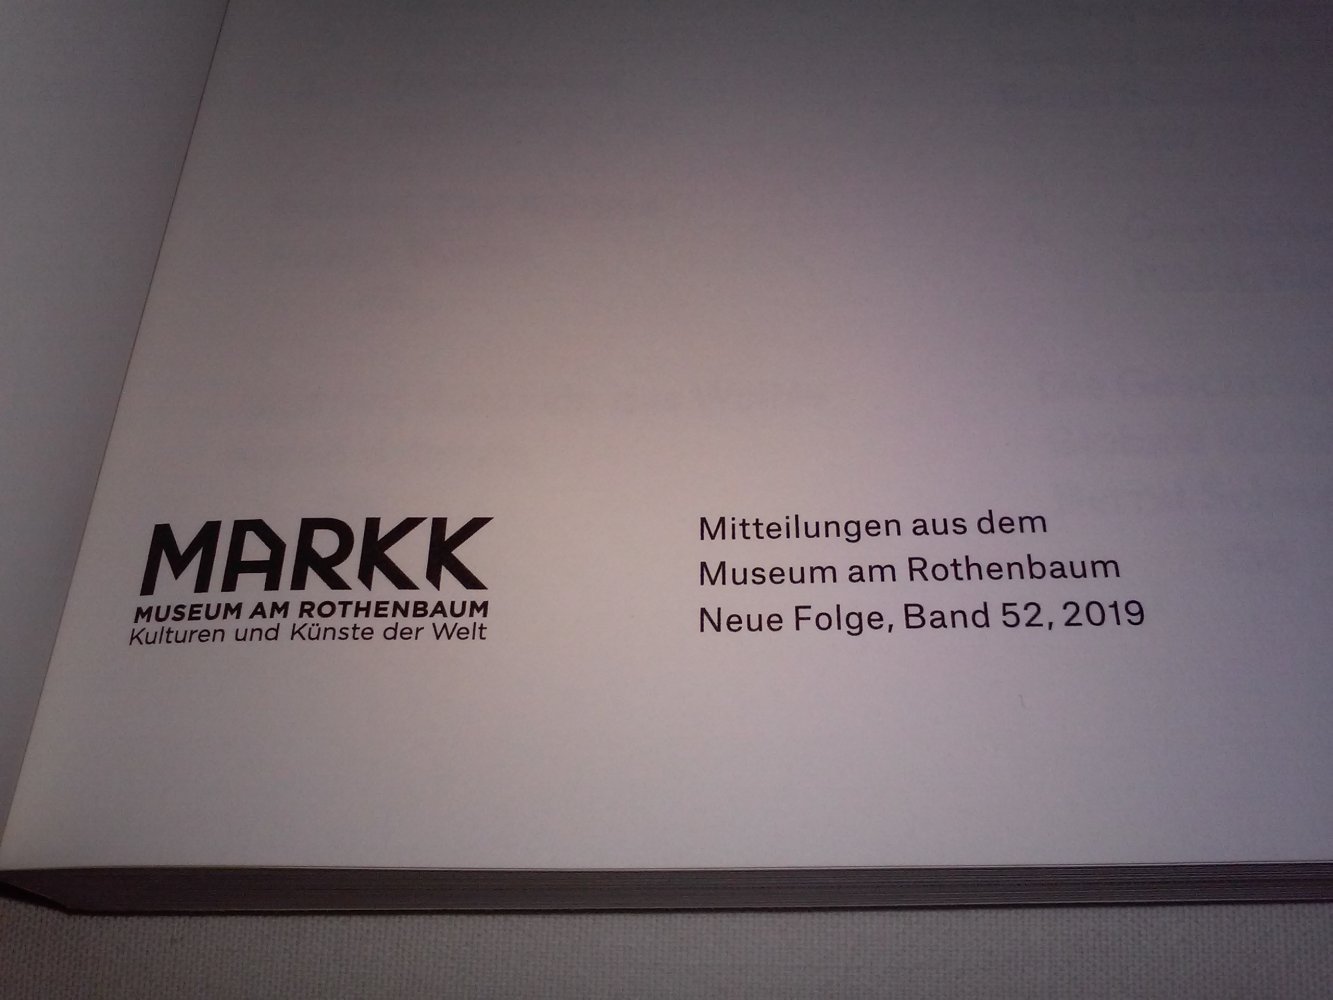 MARKK
MUSEUM AM ROTHENBAUM
Kulturen und Künste der Welt
Mitteilungen aus dem
Museum am Rothenbaum
Neue Folge, Band 52, 2019